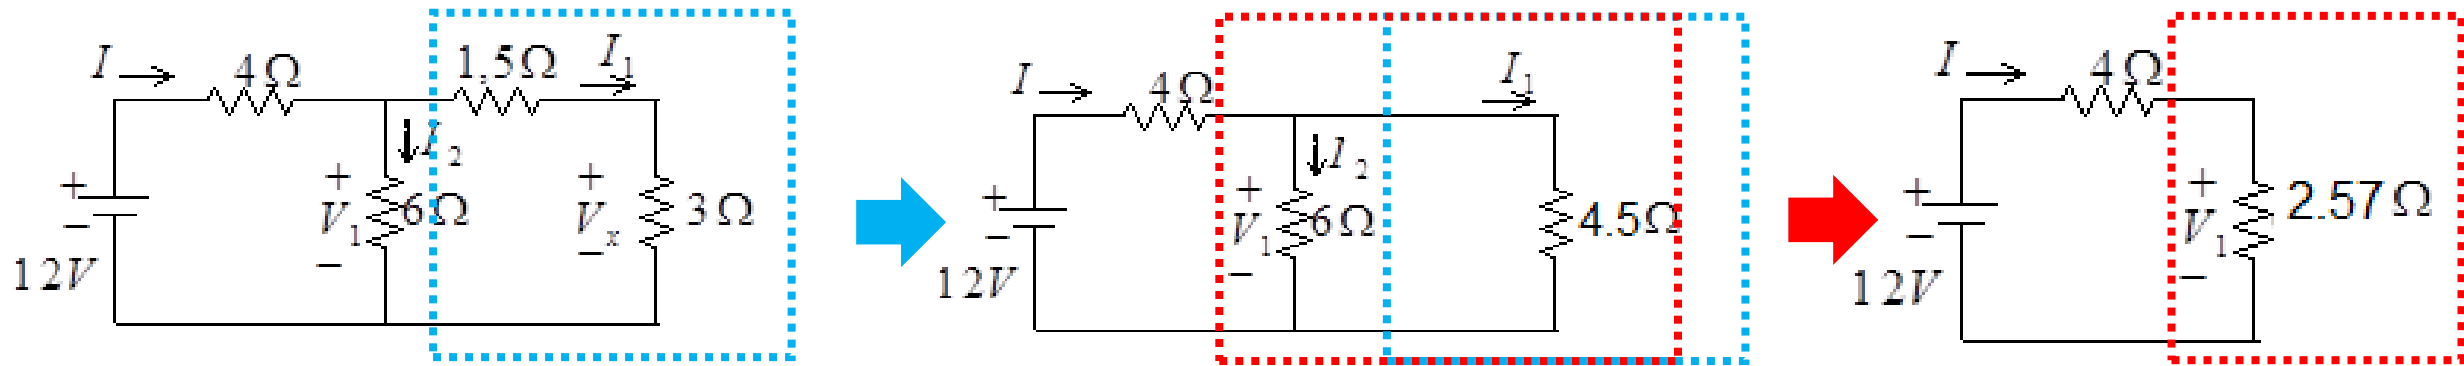 I 4Ω 1.5Ω I1
I2
+ + +
V1 6Ω Vx 3Ω
− − −
12V
I 4Ω I1
I2
+ +
V1 6Ω 4.5Ω
− −
12V
I 4Ω
+ +
V1 2.57Ω
− −
12V